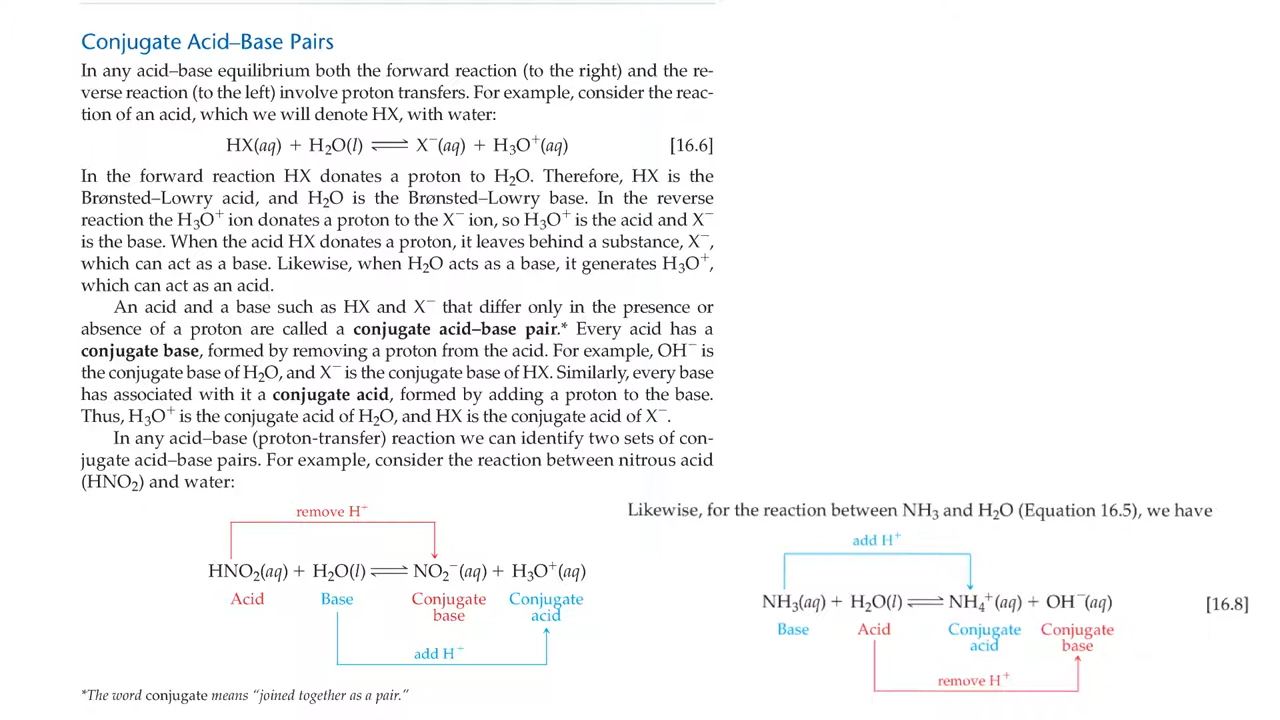 Conjugate Acid–Base Pairs
In any acid–base equilibrium both the forward reaction (to the right) and the re-
verse reaction (to the left) involve proton transfers. For example, consider the reac-
tion of an acid, which we will denote HX, with water:
HX(aq) + H₂O(l) ⇌ X⁻(aq) + H₃O⁺(aq) [16.6]
In the forward reaction HX donates a proton to H₂O. Therefore, HX is the
Brønsted–Lowry acid, and H₂O is the Brønsted–Lowry base. In the reverse
reaction the H₃O⁺ ion donates a proton to the X⁻ ion, so H₃O⁺ is the acid and X⁻
is the base. When the acid HX donates a proton, it leaves behind a substance, X⁻,
which can act as a base. Likewise, when H₂O acts as a base, it generates H₃O⁺,
which can act as an acid.
An acid and a base such as HX and X⁻ that differ only in the presence or
absence of a proton are called a conjugate acid–base pair.* Every acid has a
conjugate base, formed by removing a proton from the acid. For example, OH⁻ is
the conjugate base of H₂O, and X⁻ is the conjugate base of HX. Similarly, every base
has associated with it a conjugate acid, formed by adding a proton to the base.
Thus, H₃O⁺ is the conjugate acid of H₂O, and HX is the conjugate acid of X⁻.
In any acid–base (proton-transfer) reaction we can identify two sets of con-
jugate acid–base pairs. For example, consider the reaction between nitrous acid
(HNO₂) and water:
remove H⁺
HNO₂(aq) + H₂O(l) ⇌ NO₂⁻(aq) + H₃O⁺(aq)
Acid Base Conjugate Conjugate
base acid
add H⁺
*The word conjugate means “joined together as a pair.”
Likewise, for the reaction between NH₃ and H₂O (Equation 16.5), we have
add H⁺
NH₃(aq) + H₂O(l) ⇌ NH₄⁺(aq) + OH⁻(aq) [16.8]
Base Acid Conjugate Conjugate
acid base
remove H⁺